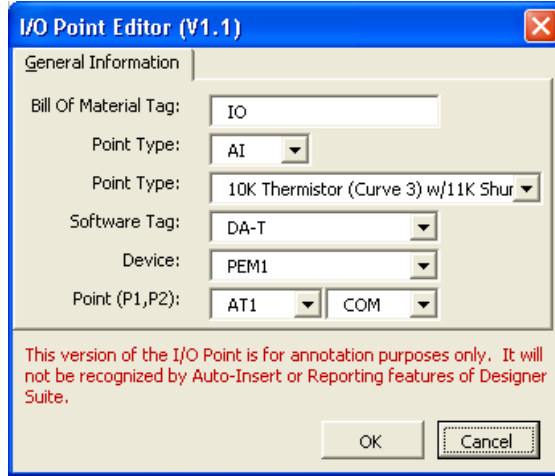 I/O Point Editor (V1.1)
General Information
Bill Of Material Tag: IO
Point Type: AI
Point Type: 10K Thermistor (Curve 3) w/11K Shur
Software Tag: DA-T
Device: PEM1
Point (P1,P2): AT1 COM
This version of the I/O Point is for annotation purposes only. It will
not be recognized by Auto-Insert or Reporting features of Designer
Suite.
OK Cancel